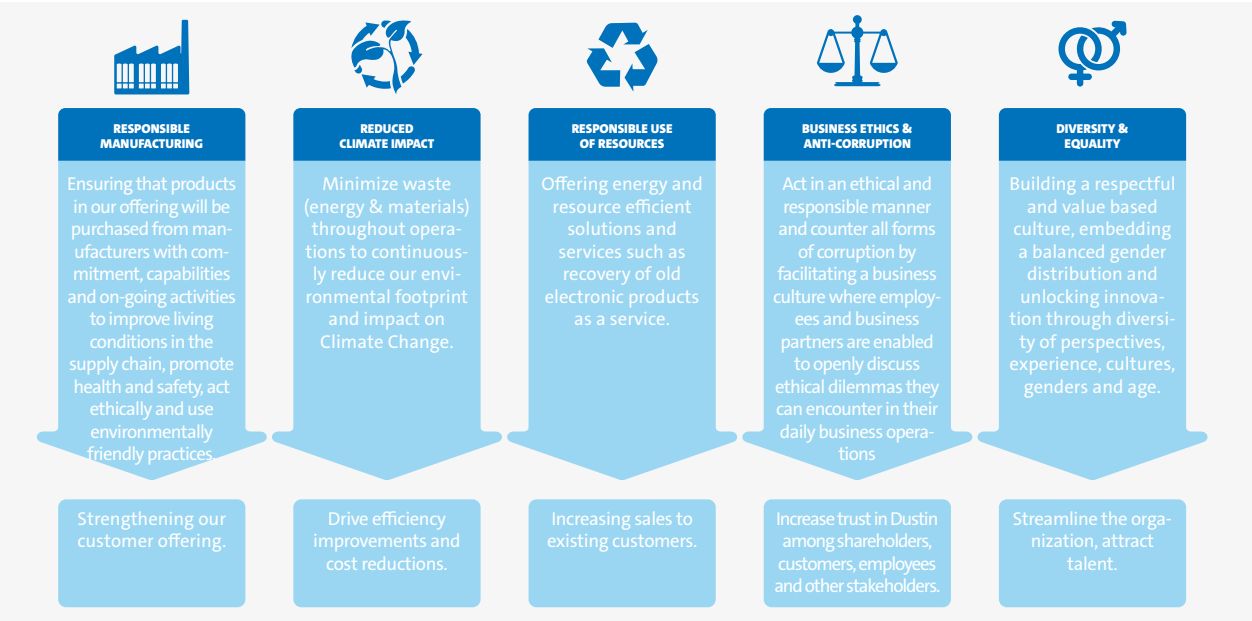 RESPONSIBLE
MANUFACTURING
Ensuring that products
in our offering will be
purchased from man-
ufacturers with com-
mitment, capabilities
and on-going activities
to improve living
conditions in the
supply chain, promote
health and safety, act
ethically and use
environmentally
friendly practices.
Strengthening our
customer offering.
REDUCED
CLIMATE IMPACT
Minimize waste
(energy & materials)
throughout opera-
tions to continuous-
ly reduce our envi-
ronmental footprint
and impact on
Climate Change.
Drive efficiency
improvements and
cost reductions.
RESPONSIBLE USE
OF RESOURCES
Offering energy and
resource efficient
solutions and
services such as
recovery of old
electronic products
as a service.
Increasing sales to
existing customers.
BUSINESS ETHICS &
ANTI-CORRUPTION
Act in an ethical and
responsible manner
and counter all forms
of corruption by
facilitating a business
culture where employ-
ees and business
partners are enabled
to openly discuss
ethical dilemmas they
can encounter in their
daily business opera-
tions
Increase trust in Dustin
among shareholders,
customers, employees
and other stakeholders.
DIVERSITY &
EQUALITY
Building a respectful
and value based
culture, embedding
a balanced gender
distribution and
unlocking innova-
tion through diversi-
ty of perspectives,
experience, cultures,
genders and age.
Streamline the orga-
nization, attract
talent.